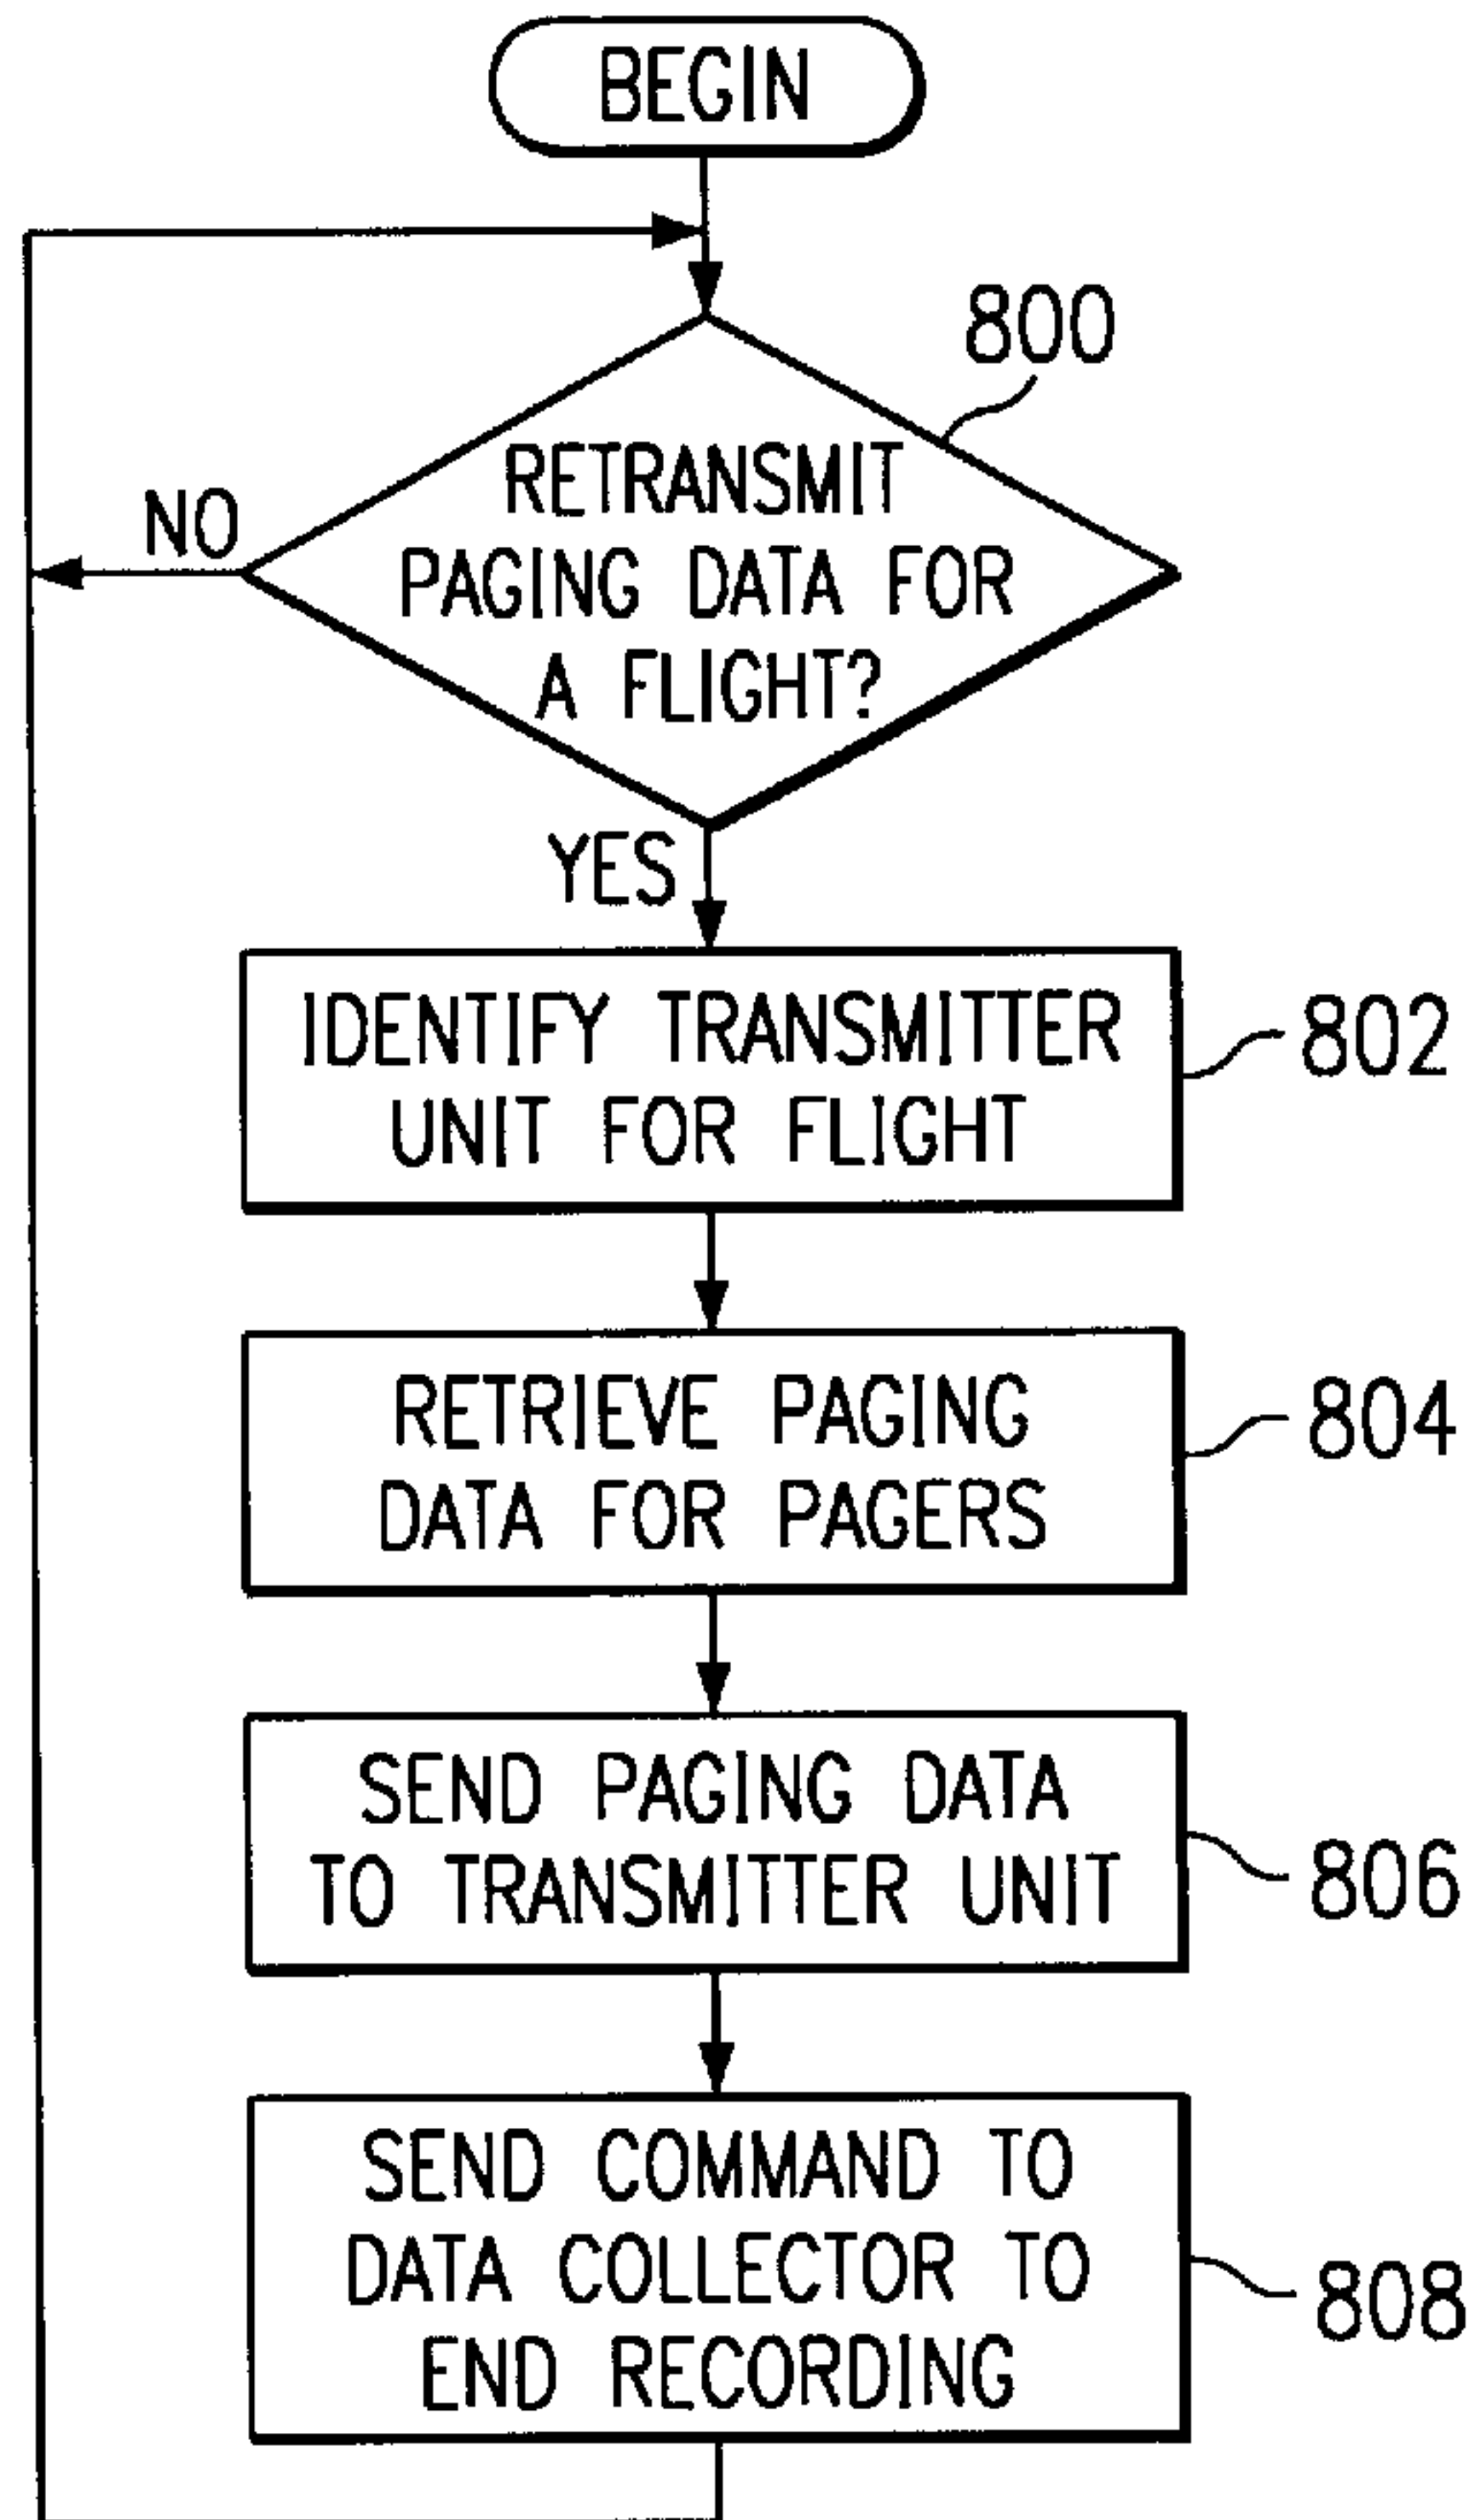 BEGIN
800
RETRANSMIT
PAGING DATA FOR
A FLIGHT?
NO
YES
IDENTIFY TRANSMITTER
UNIT FOR FLIGHT
802
RETRIEVE PAGING
DATA FOR PAGERS
804
SEND PAGING DATA
TO TRANSMITTER UNIT
806
SEND COMMAND TO
DATA COLLECTOR TO
END RECORDING
808